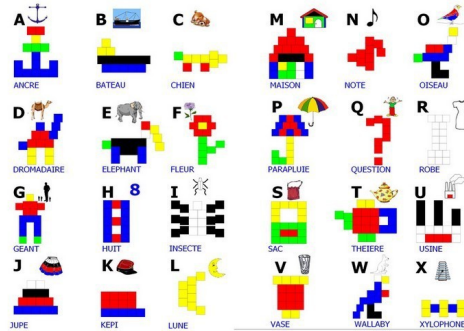 A
ANCRE
B
BATEAU
C
CHIEN
M
MAISON
N
NOTE
O
OISEAU
D
DROMADAIRE
E
ELEPHANT
F
FLEUR
P
PARAPLUIE
Q
QUESTION
R
ROBE
G
GEANT
H
8
HUIT
I
INSECTE
S
SAC
T
THEIERE
U
USINE
J
JUPE
K
KEPI
L
LUNE
V
VASE
W
WALLABY
X
XYLOPHONE